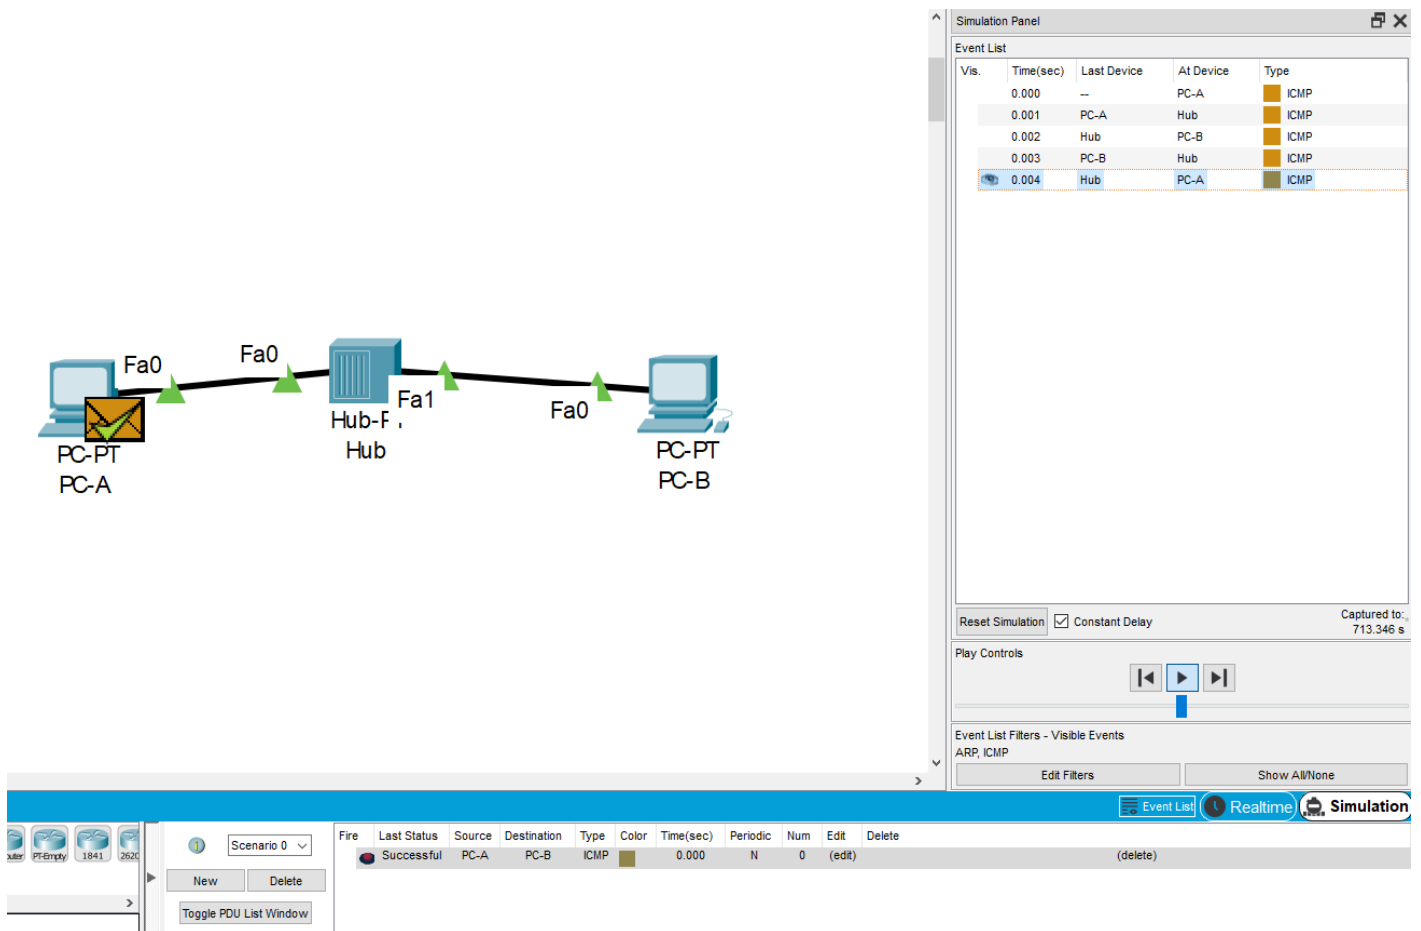 Simulation Panel
Event List
Vis. Time(sec) Last Device At Device Type
0.000 -- PC-A ICMP
0.001 PC-A Hub ICMP
0.002 Hub PC-B ICMP
0.003 PC-B Hub ICMP
0.004 Hub PC-A ICMP
Fa0
Fa0
Fa1
Fa0
PC-PT
PC-A
Hub
PC-PT
PC-B
Reset Simulation Constant Delay Captured to:
713.346 s
Play Controls
Event List Filters - Visible Events
ARP, ICMP
Edit Filters Show All/None
Event List Realtime Simulation
PT-Empty 1841
Scenario 0
New Delete
Toggle PDU List Window
Fire Last Status Source Destination Type Color Time(sec) Periodic Num Edit Delete
Successful PC-A PC-B ICMP 0.000 N 0 (edit) (delete)